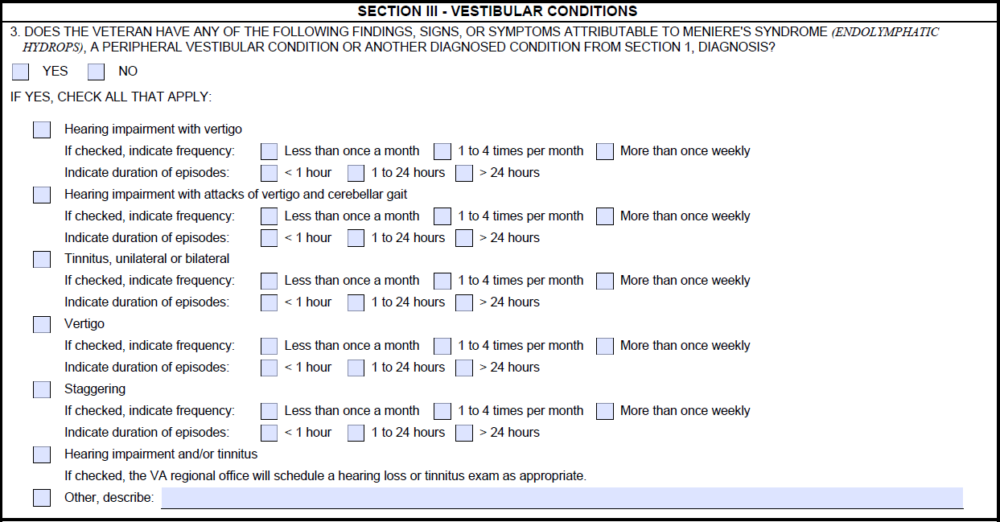 SECTION III - VESTIBULAR CONDITIONS
3. DOES THE VETERAN HAVE ANY OF THE FOLLOWING FINDINGS, SIGNS, OR SYMPTOMS ATTRIBUTABLE TO MENIERE'S SYNDROME (ENDOLYMPHATIC
HYDROPS), A PERIPHERAL VESTIBULAR CONDITION OR ANOTHER DIAGNOSED CONDITION FROM SECTION 1, DIAGNOSIS?
YES NO
IF YES, CHECK ALL THAT APPLY:
Hearing impairment with vertigo
If checked, indicate frequency: Less than once a month 1 to 4 times per month More than once weekly
Indicate duration of episodes: < 1 hour 1 to 24 hours > 24 hours
Hearing impairment with attacks of vertigo and cerebellar gait
If checked, indicate frequency: Less than once a month 1 to 4 times per month More than once weekly
Indicate duration of episodes: < 1 hour 1 to 24 hours > 24 hours
Tinnitus, unilateral or bilateral
If checked, indicate frequency: Less than once a month 1 to 4 times per month More than once weekly
Indicate duration of episodes: < 1 hour 1 to 24 hours > 24 hours
Vertigo
If checked, indicate frequency: Less than once a month 1 to 4 times per month More than once weekly
Indicate duration of episodes: < 1 hour 1 to 24 hours > 24 hours
Staggering
If checked, indicate frequency: Less than once a month 1 to 4 times per month More than once weekly
Indicate duration of episodes: < 1 hour 1 to 24 hours > 24 hours
Hearing impairment and/or tinnitus
If checked, the VA regional office will schedule a hearing loss or tinnitus exam as appropriate.
Other, describe: